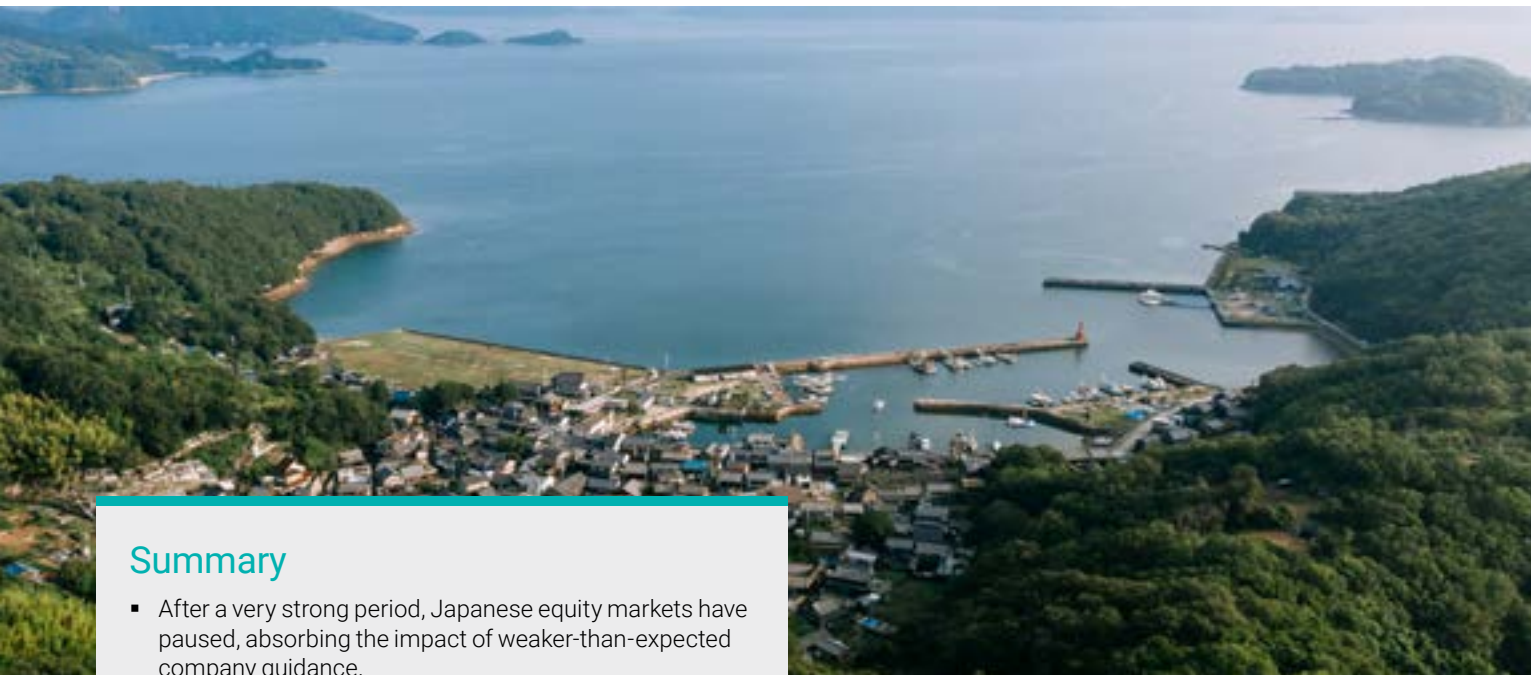 Summary
▪ After a very strong period, Japanese equity markets have
paused, absorbing the impact of weaker-than-expected
company guidance.